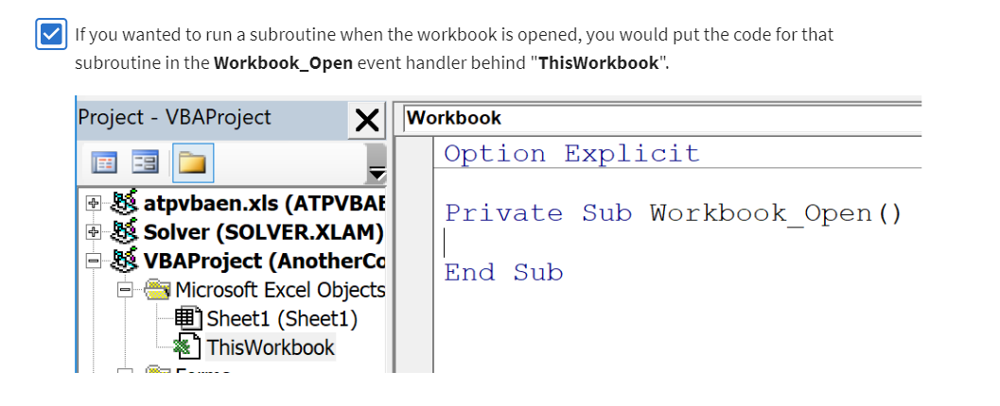 If you wanted to run a subroutine when the workbook is opened, you would put the code for that
subroutine in the Workbook_Open event handler behind "ThisWorkbook".
Project - VBAProject
Workbook
Option Explicit
atpvbaen.xls (ATPVBAE
Private Sub Workbook_Open()
Solver (SOLVER.XLAM)
VBAProject (AnotherCo
End Sub
Microsoft Excel Objects
Sheet1 (Sheet1)
ThisWorkbook